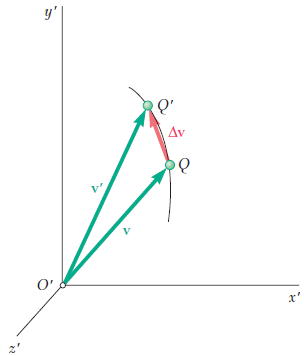 y′
Q′
Δv
Q
v′
v
O′
x′
z′